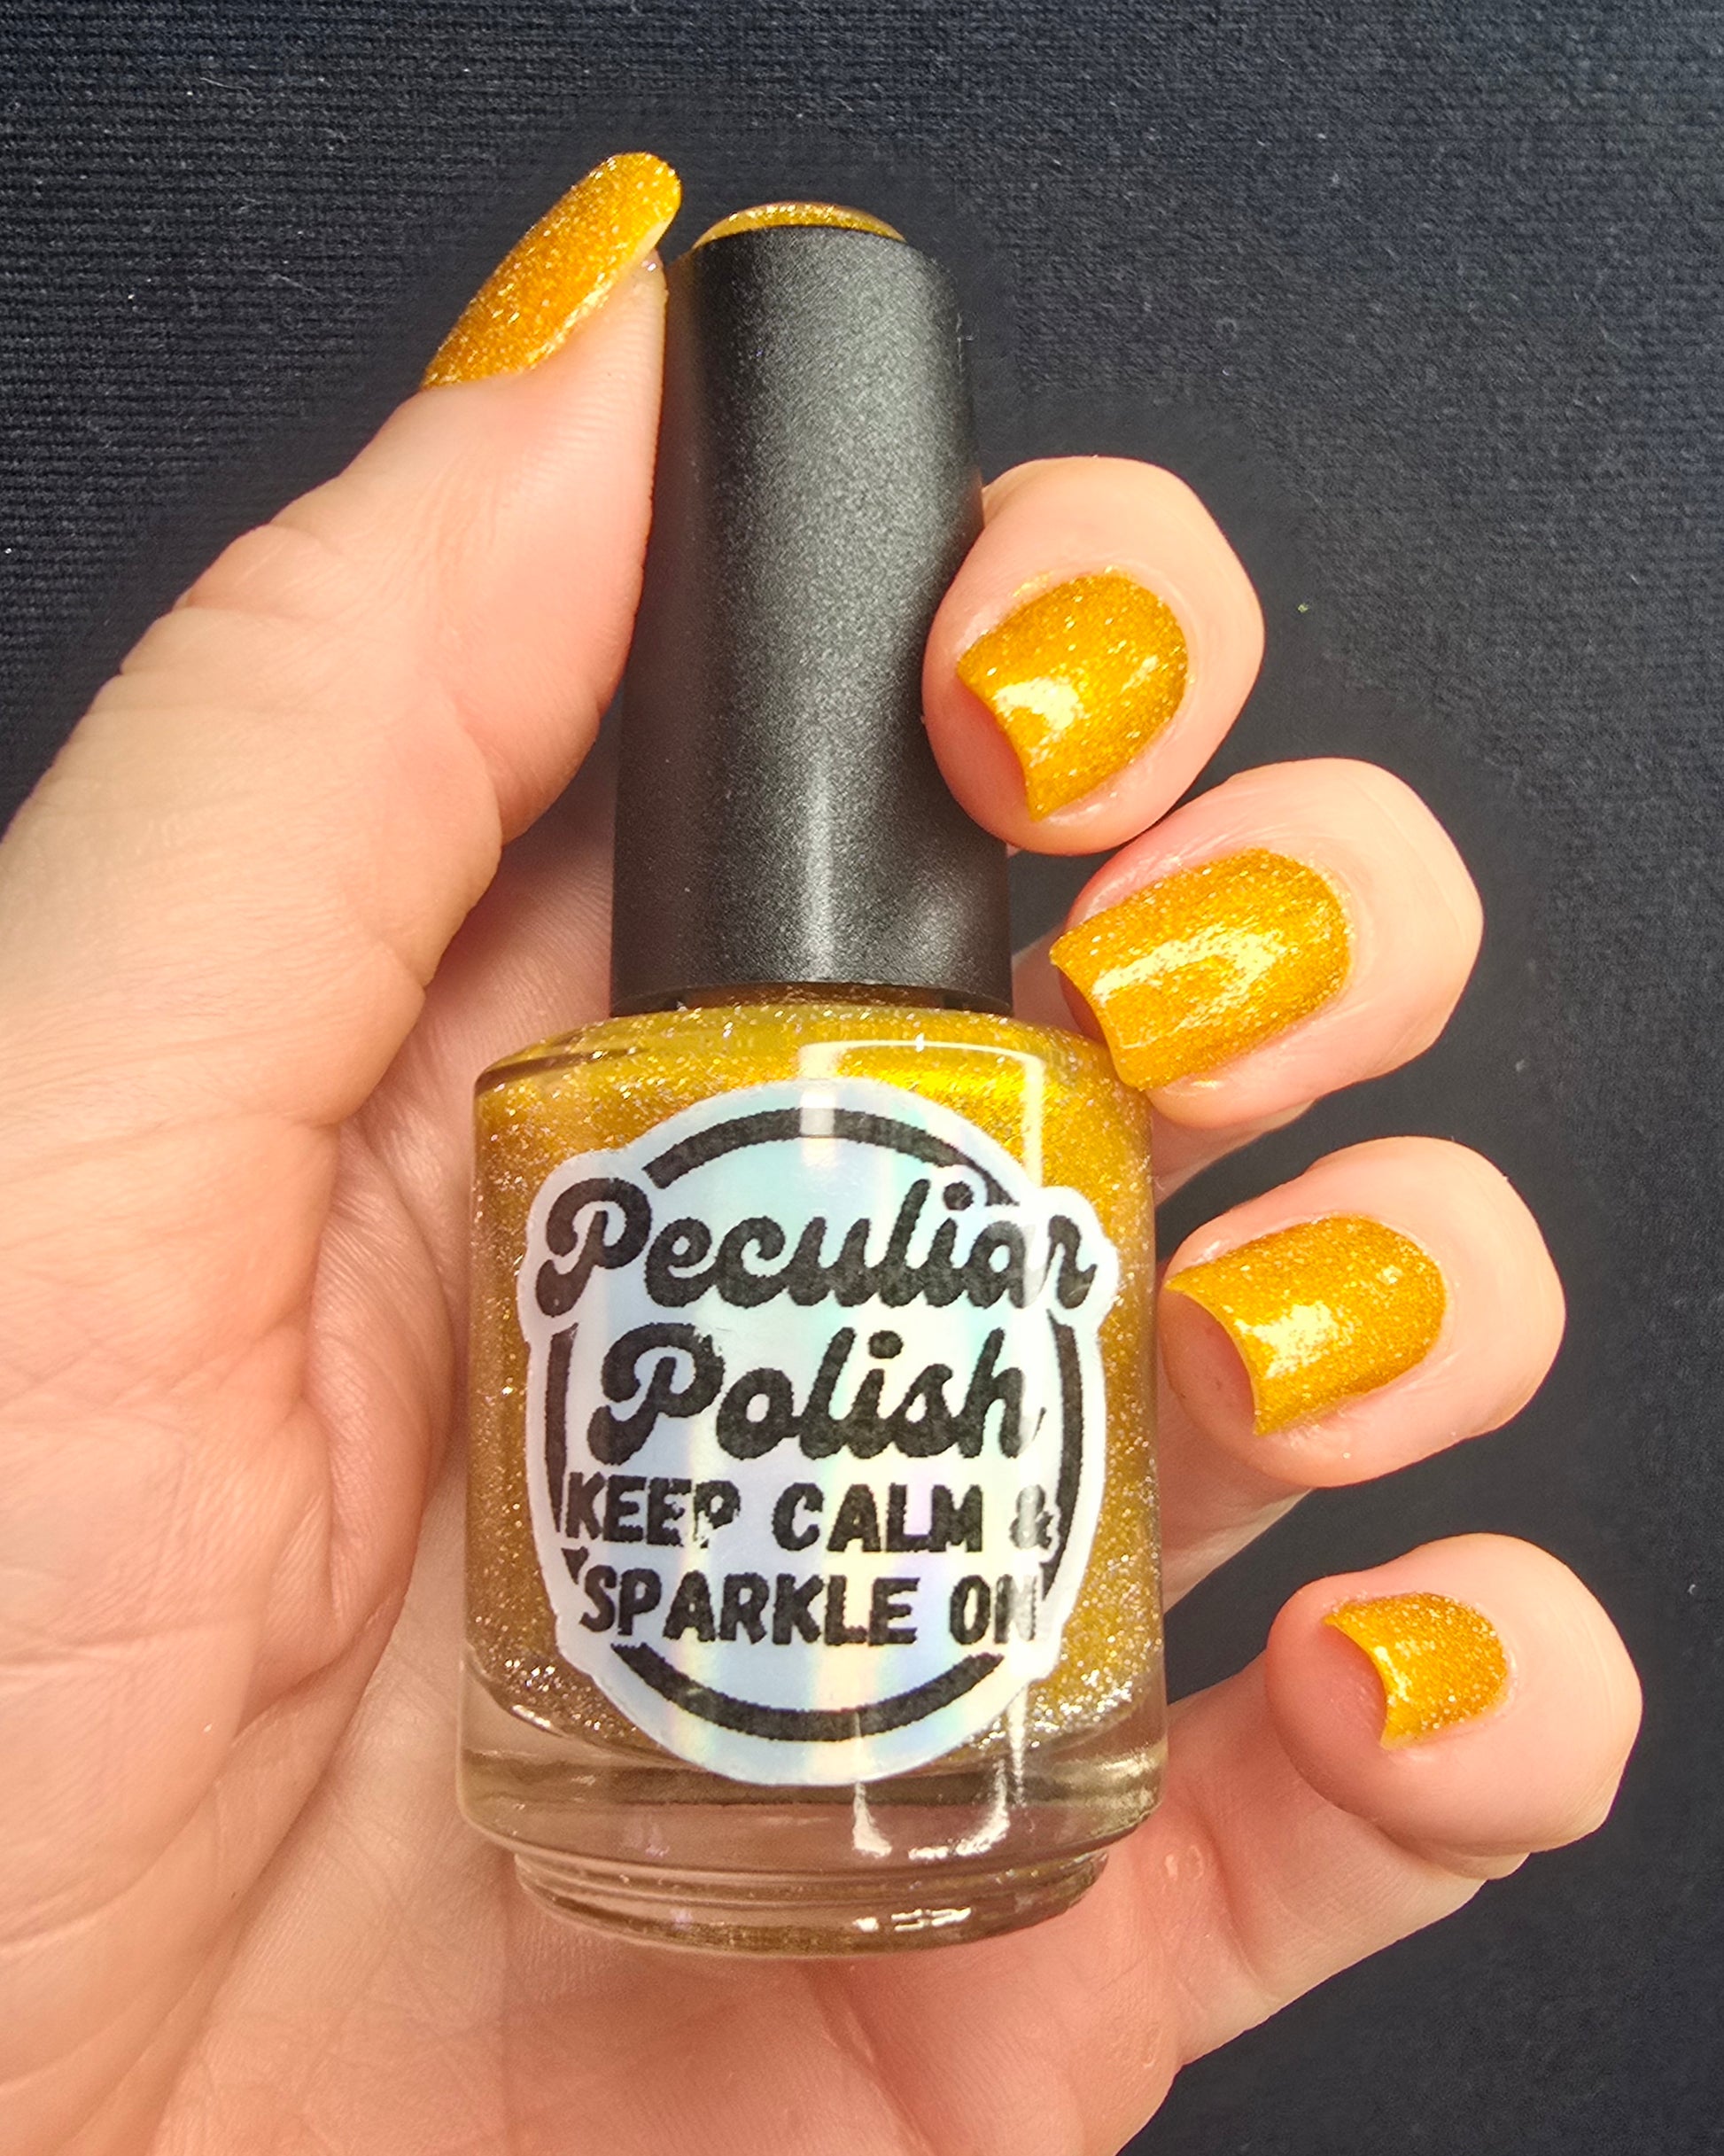 Peculiar
Polish
KEEP CALM &
SPARKLE ON